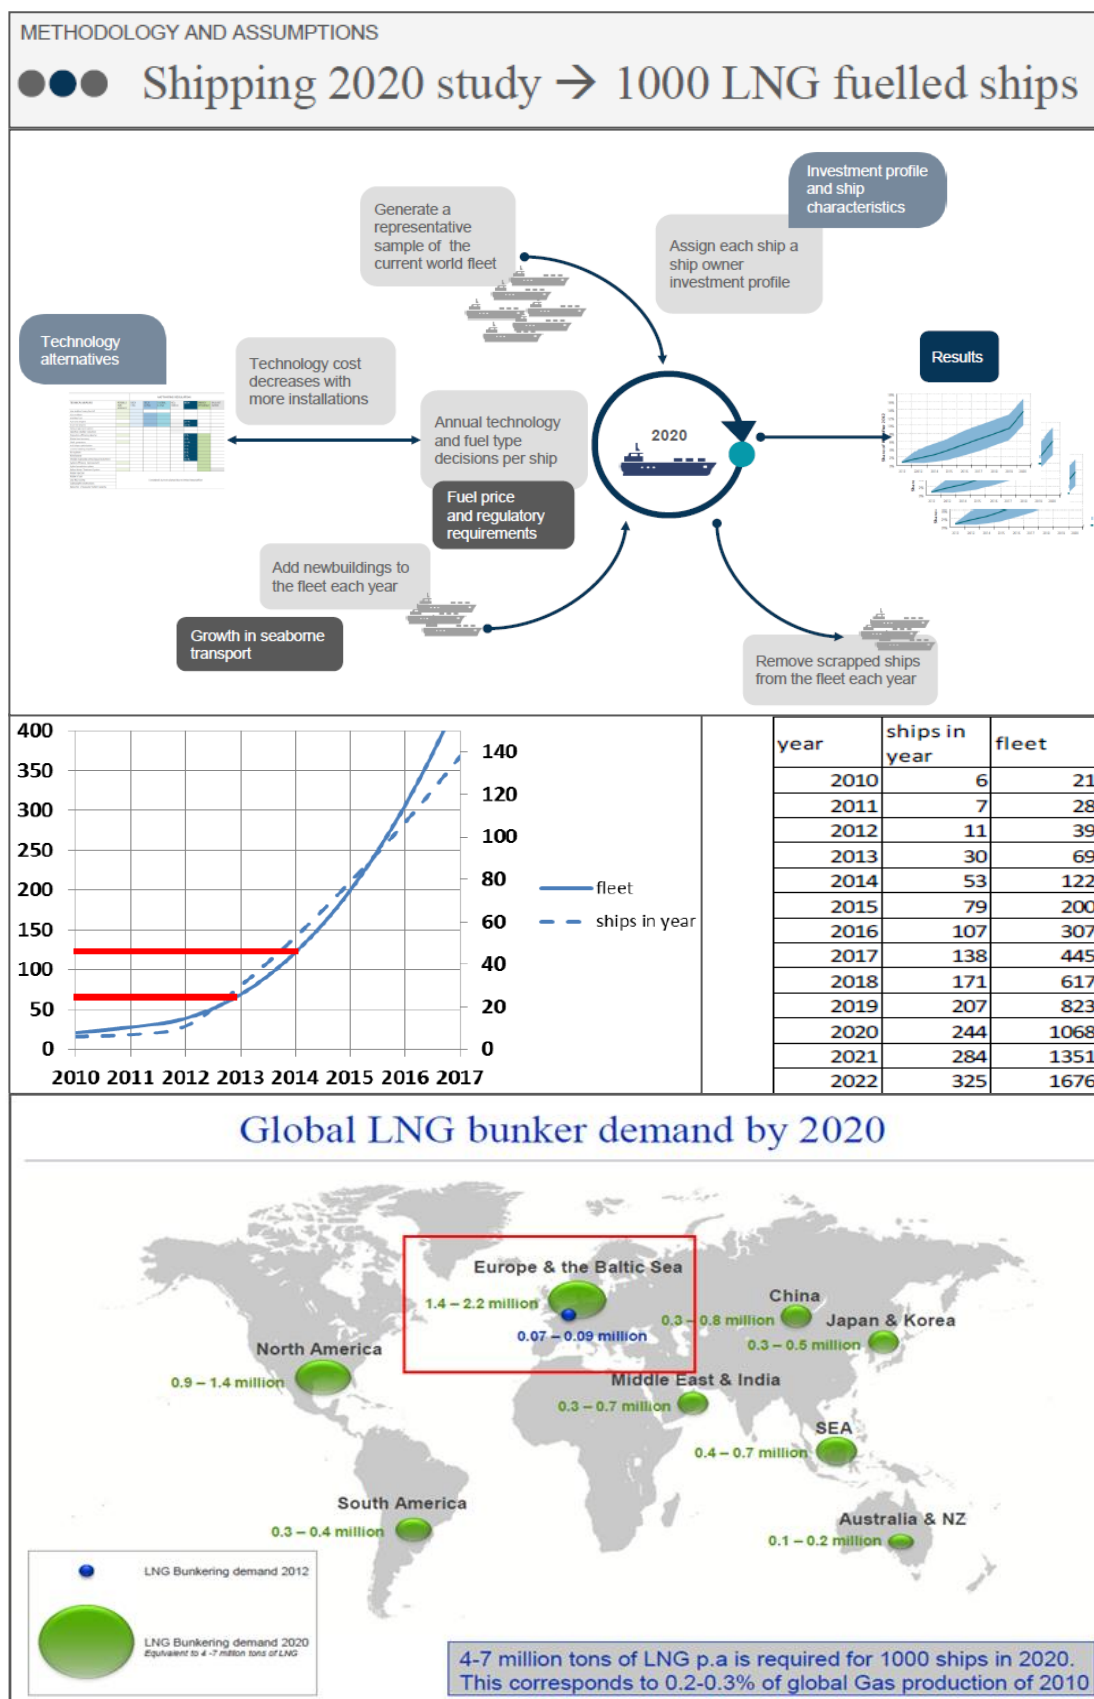 METHODOLOGY AND ASSUMPTIONS
Shipping 2020 study → 1000 LNG fuelled ships
Investment profile
and ship
characteristics
Generate a
representative
sample of the
current world fleet
Assign each ship a
ship owner
investment profile
Technology
alternatives
Technology cost
decreases with
more installations
Results
Annual technology
and fuel type
decisions per ship
2020
Fuel price
and regulatory
requirements
Add newbuildings to
the fleet each year
Growth in seaborne
transport
Remove scrapped ships
from the fleet each year
400
350
300
250
200
150
100
50
0
140
120
100
80
60
40
20
0
2010 2011 2012 2013 2014 2015 2016 2017
fleet
ships in year
year ships in year fleet
2010 6 21
2011 7 28
2012 11 39
2013 30 69
2014 53 122
2015 79 200
2016 107 307
2017 138 445
2018 171 617
2019 207 823
2020 244 1068
2021 284 1351
2022 325 1676
Global LNG bunker demand by 2020
Europe & the Baltic Sea
1.4 – 2.2 million
0.07 – 0.09 million
China
0.3 – 0.8 million
Japan & Korea
0.3 – 0.5 million
North America
0.9 – 1.4 million
Middle East & India
0.3 – 0.7 million
SEA
0.4 – 0.7 million
South America
0.3 – 0.4 million
Australia & NZ
0.1 – 0.2 million
LNG Bunkering demand 2012
LNG Bunkering demand 2020
Equivalent to 4 -7 million tons of LNG
4-7 million tons of LNG p.a is required for 1000 ships in 2020.
This corresponds to 0.2-0.3% of global Gas production of 2010